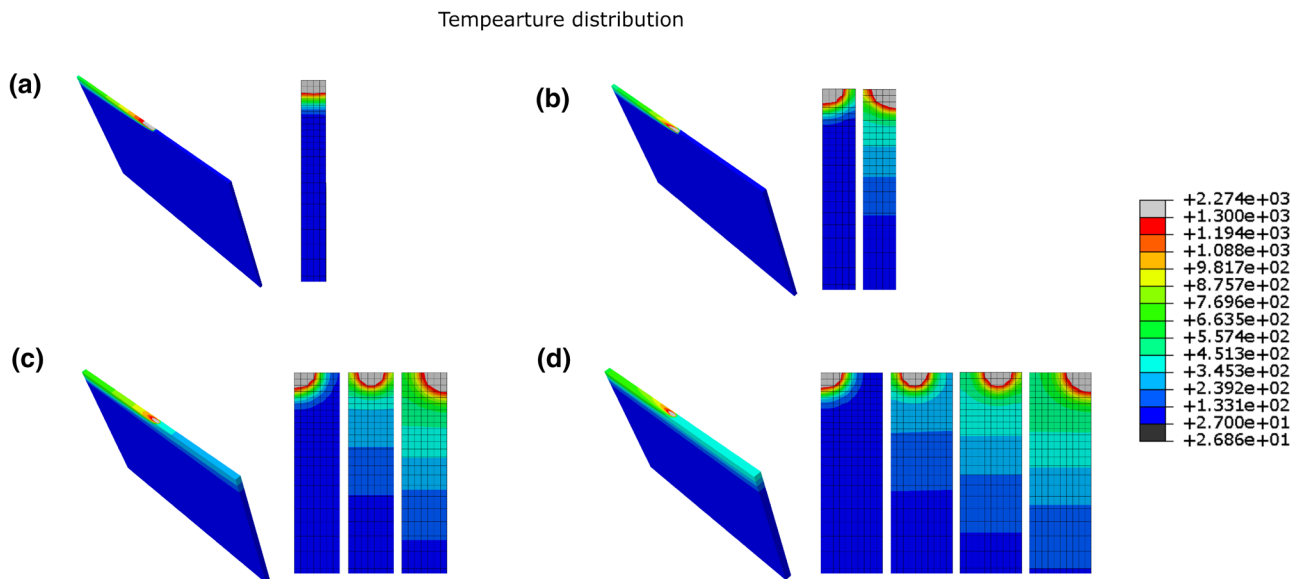 Tempearture distribution
(a)
(b)
(c)
(d)
+2.274e+03
+1.300e+03
+1.194e+03
+1.088e+03
+9.817e+02
+8.757e+02
+7.696e+02
+6.635e+02
+5.574e+02
+4.513e+02
+3.453e+02
+2.392e+02
+1.331e+02
+2.700e+01
+2.686e+01